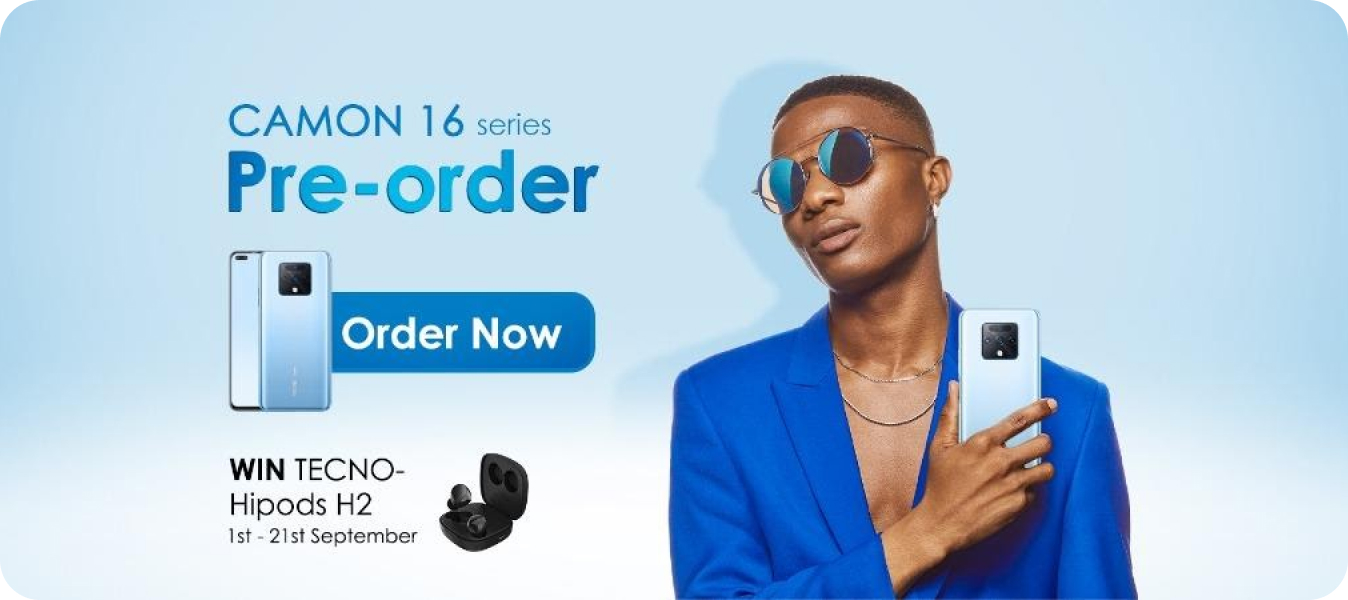 CAMON 16 series
Pre-order
Order Now
WIN TECNO-
Hipods H2
1st - 21st September